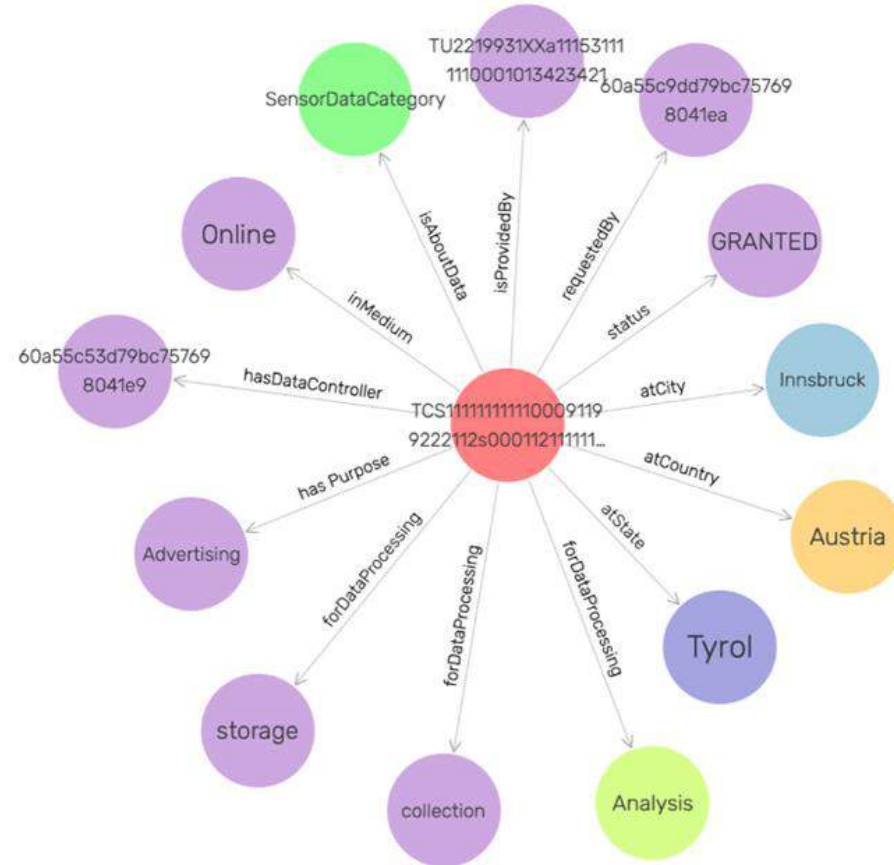 TU2219931XXa11153111
1110001013423421
SensorDataCategory
60a55c9dd79bc75769
8041ea
Online
GRANTED
isAboutData
isProvidedBy
requestedBy
inMedium
status
60a55c53d79bc75769
8041e9
hasDataController
atCity
Innsbruck
TCS111111111110009119
9222112s000112111111...
has Purpose
atCountry
Austria
Advertising
forDataProcessing
forDataProcessing
forDataProcessing
atState
Tyrol
storage
collection
Analysis